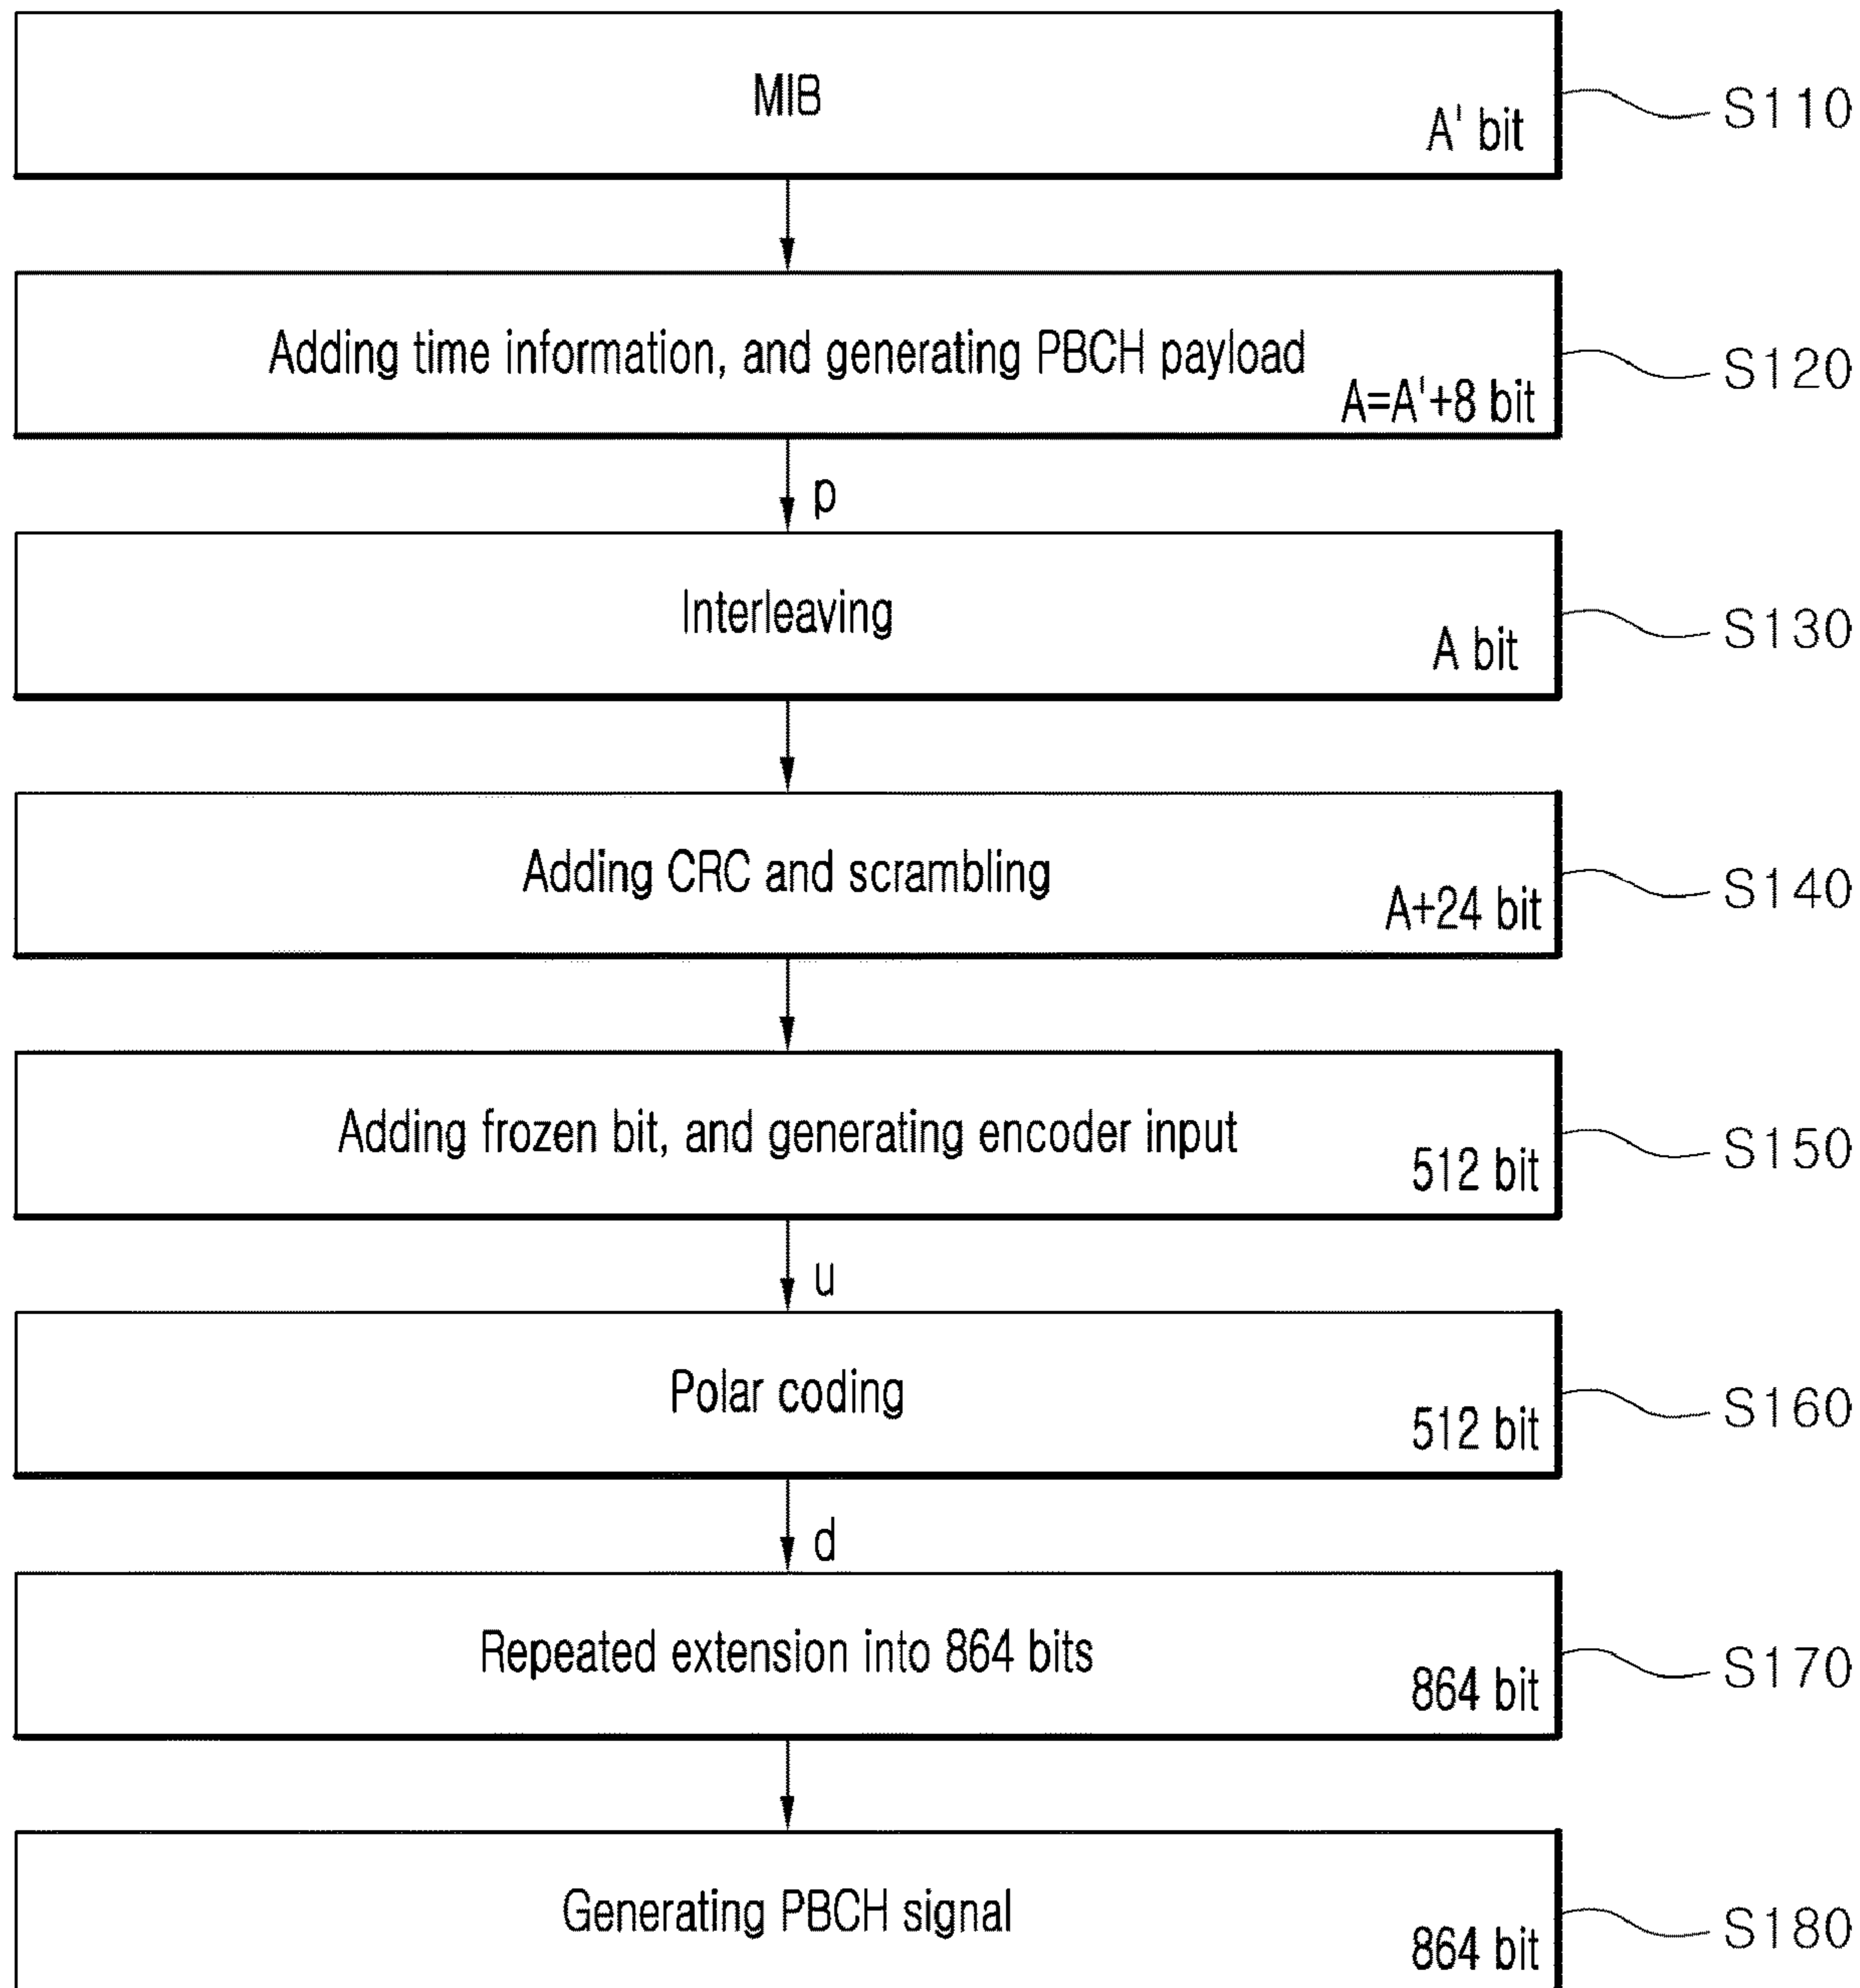 MIB
A' bit
S110
Adding time information, and generating PBCH payload
A=A'+8 bit
S120
p
Interleaving
A bit
S130
Adding CRC and scrambling
A+24 bit
S140
Adding frozen bit, and generating encoder input
512 bit
S150
u
Polar coding
512 bit
S160
d
Repeated extension into 864 bits
864 bit
S170
Generating PBCH signal
864 bit
S180